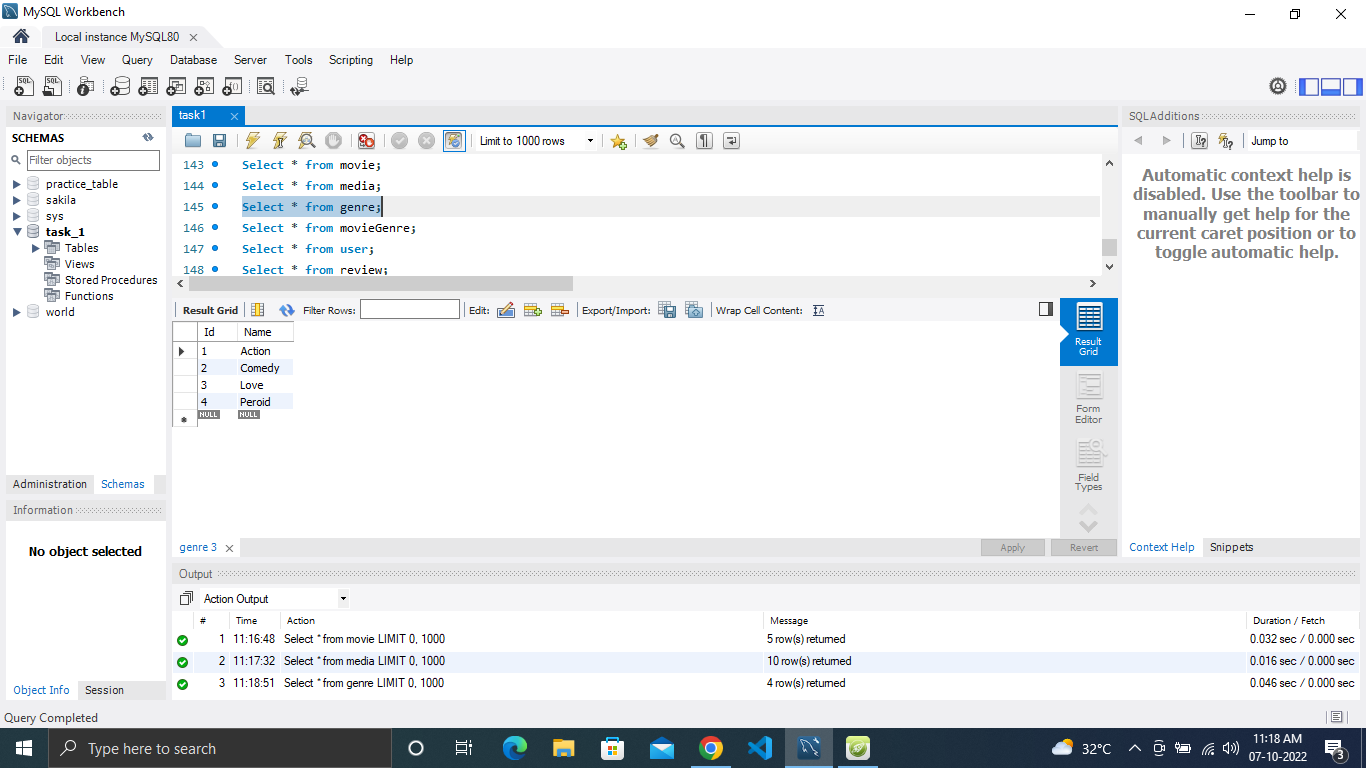 MySQL Workbench
Local instance MySQL80
File Edit View Query Database Server Tools Scripting Help
Navigator
SCHEMAS
Filter objects
practice_table
sakila
sys
task_1
Tables
Views
Stored Procedures
Functions
world
Administration Schemas
Information
No object selected
Object Info Session
task1
Limit to 1000 rows
143 Select * from movie;
144 Select * from media;
145 Select * from genre;
146 Select * from movieGenre;
147 Select * from user;
148 Select * from review;
Result Grid Filter Rows: Edit: Export/Import: Wrap Cell Content:
Id Name
1 Action
2 Comedy
3 Love
4 Peroid
NULL NULL
Result
Grid
Form
Editor
Field
Types
genre 3
Apply Revert
SQLAdditions
Jump to
Automatic context help is
disabled. Use the toolbar to
manually get help for the
current caret position or to
toggle automatic help.
Context Help Snippets
Output
Action Output
# Time Action Message Duration / Fetch
1 11:16:48 Select * from movie LIMIT 0, 1000 5 row(s) returned 0.032 sec / 0.000 sec
2 11:17:32 Select * from media LIMIT 0, 1000 10 row(s) returned 0.016 sec / 0.000 sec
3 11:18:51 Select * from genre LIMIT 0, 1000 4 row(s) returned 0.046 sec / 0.000 sec
Query Completed
Type here to search
32°C
11:18 AM
07-10-2022
3